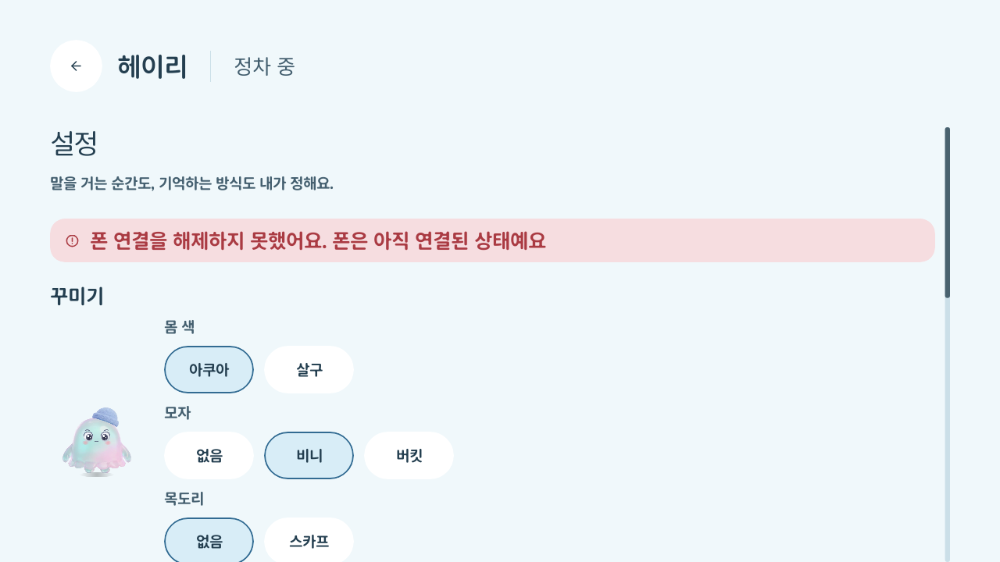 헤이리
정차 중
설정
말을 거는 순간도, 기억하는 방식도 내가 정해요.
폰 연결을 해제하지 못했어요. 폰은 아직 연결된 상태예요
꾸미기
몸 색
아쿠아
살구
모자
없음
비니
버킷
목도리
없음
스카프